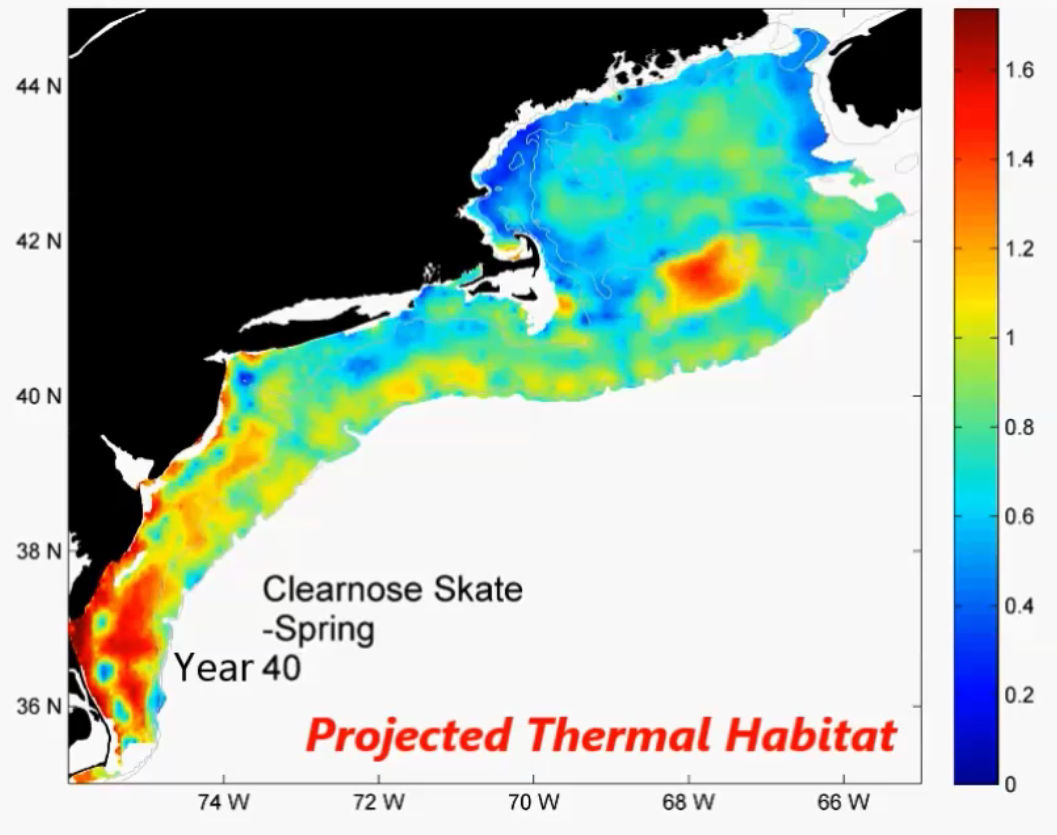 44 N
42 N
40 N
38 N
36 N
74 W
72 W
70 W
68 W
66 W
Clearnose Skate
-Spring
Year 40
Projected Thermal Habitat
1.6
1.4
1.2
1
0.8
0.6
0.4
0.2
0